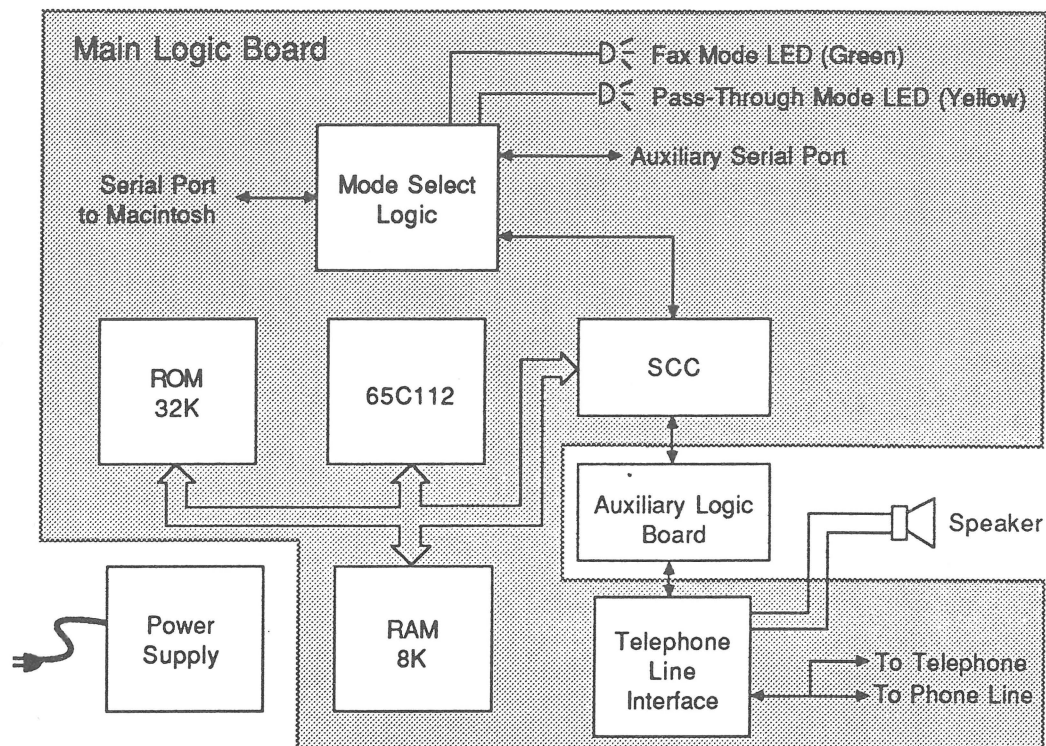 Main Logic Board
Fax Mode LED (Green)
Pass-Through Mode LED (Yellow)
Auxiliary Serial Port
Serial Port
to Macintosh
Mode Select
Logic
ROM
32K
65C112
SCC
Auxiliary Logic
Board
Speaker
Power
Supply
RAM
8K
Telephone
Line
Interface
To Telephone
To Phone Line